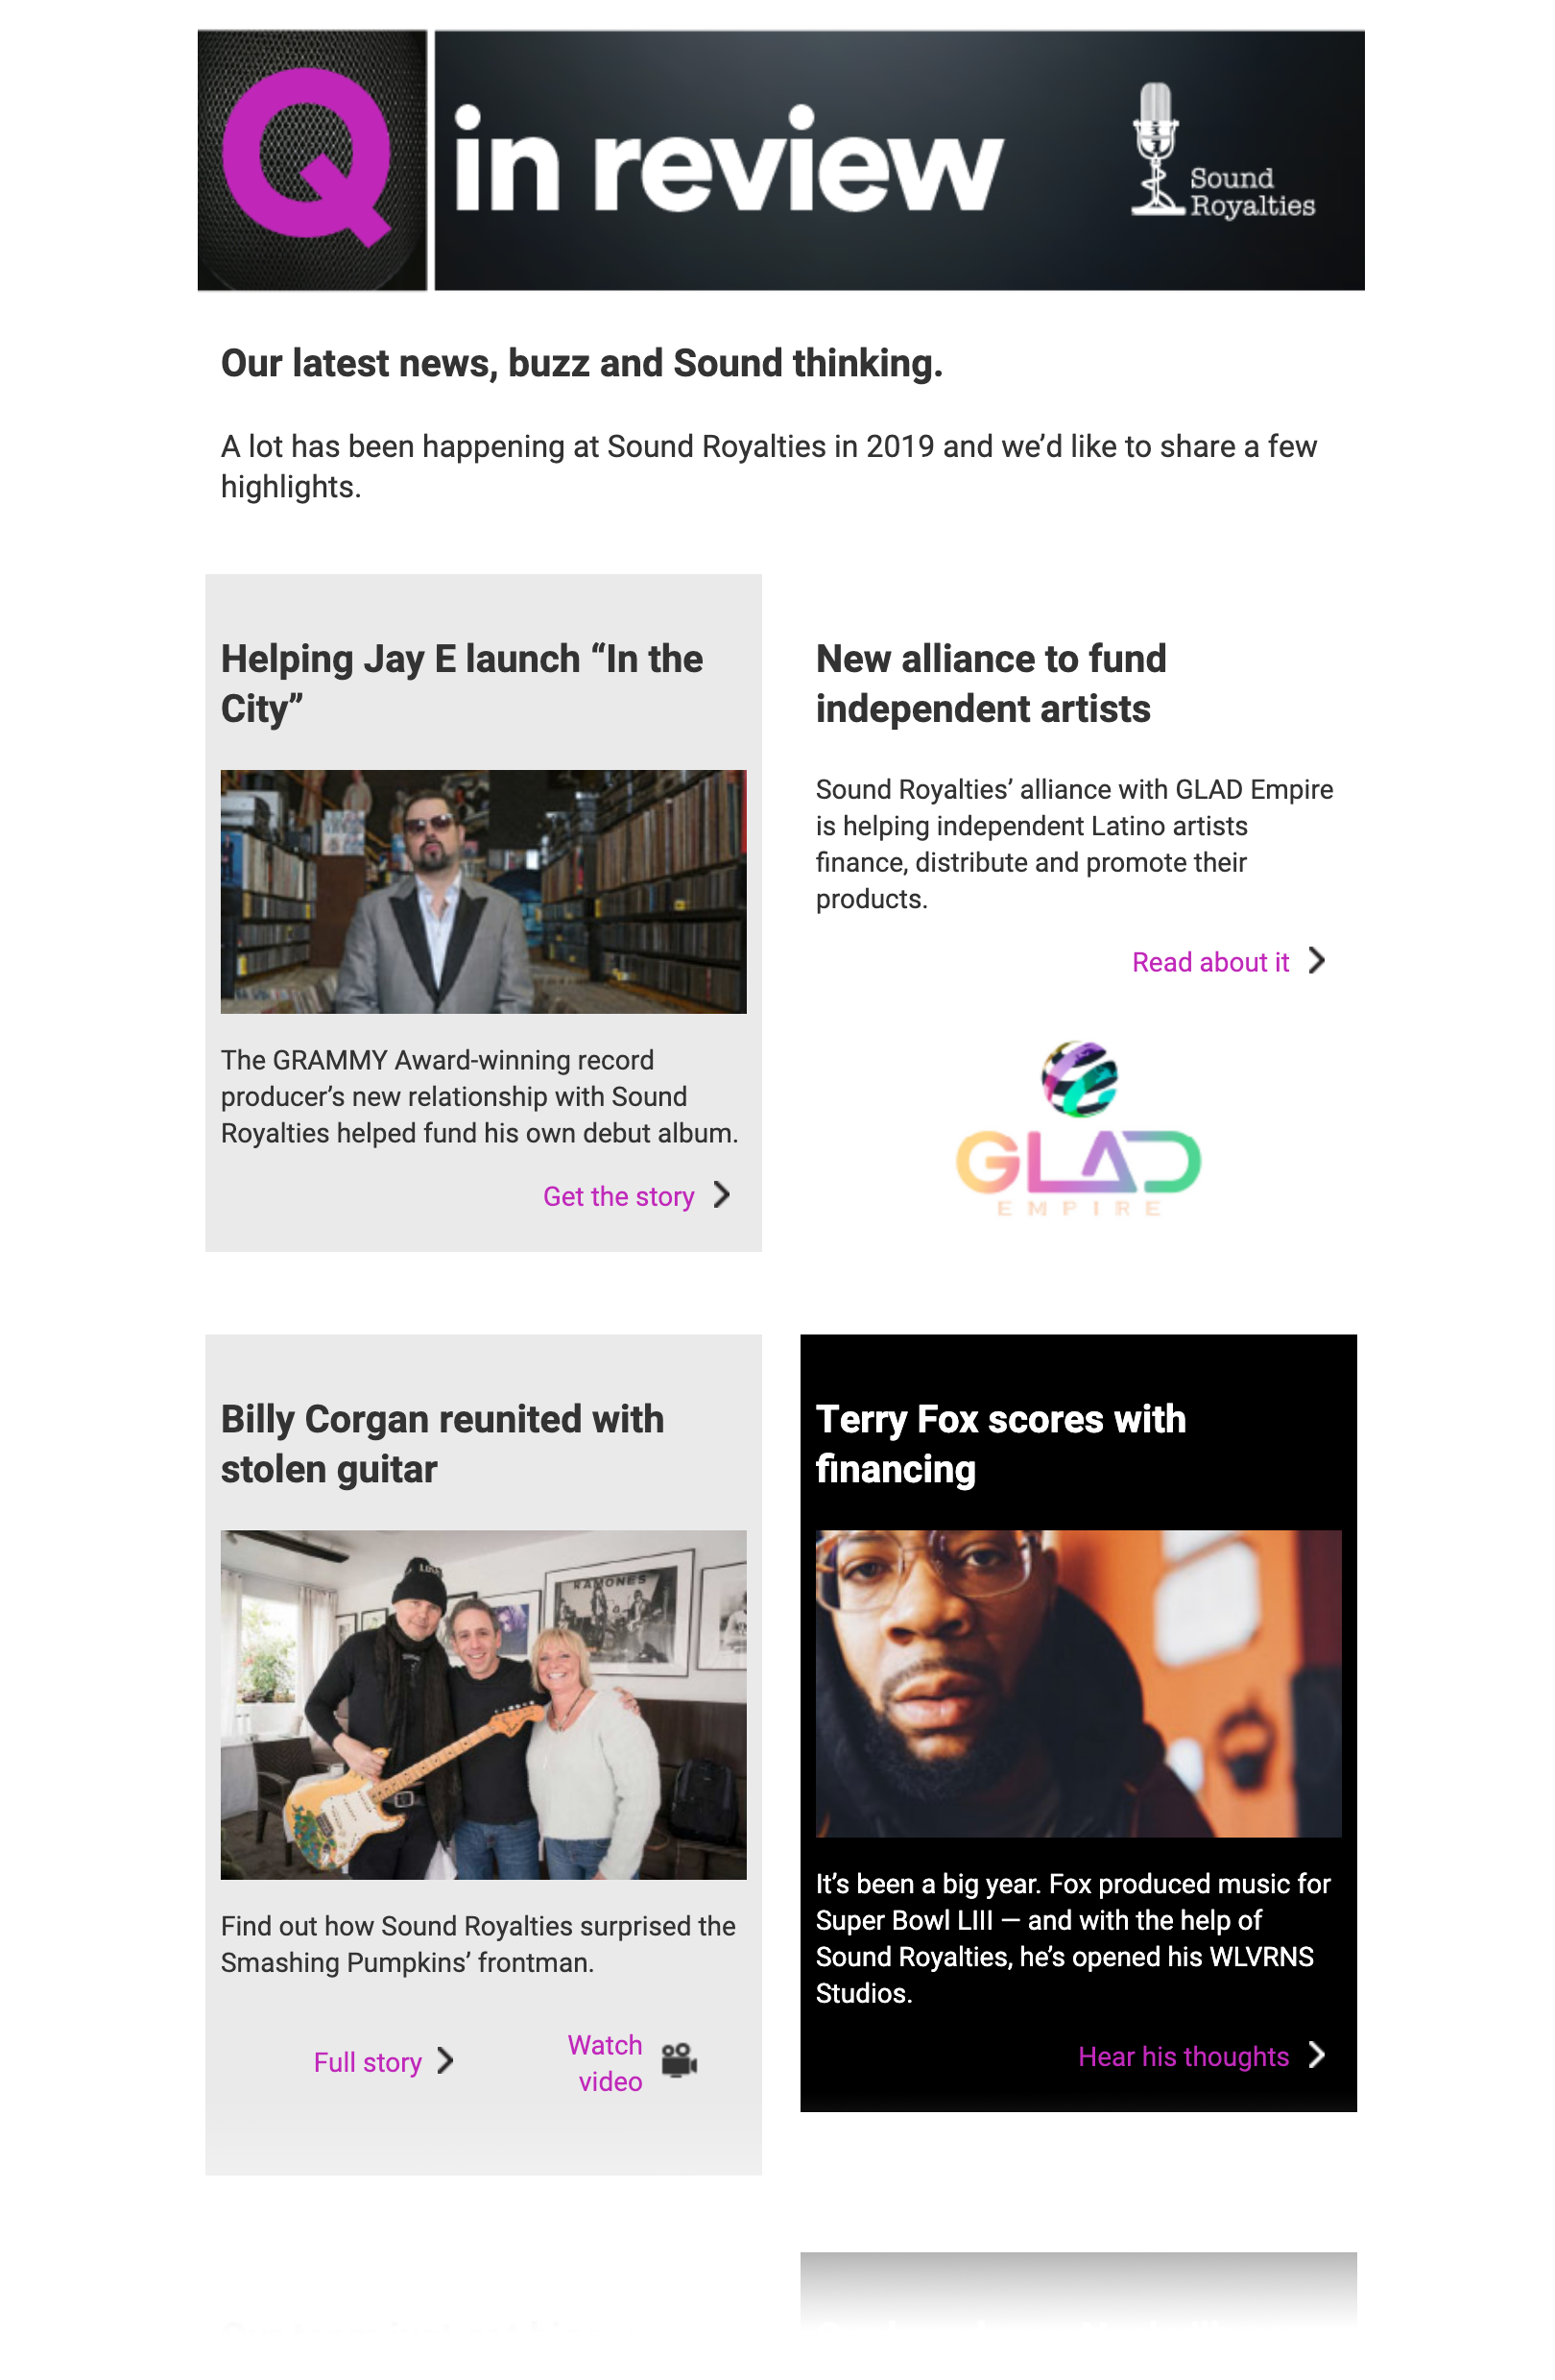 Q in review
Sound
Royalties
Our latest news, buzz and Sound thinking.
A lot has been happening at Sound Royalties in 2019 and we’d like to share a few
highlights.
Helping Jay E launch “In the
City”
The GRAMMY Award-winning record
producer’s new relationship with Sound
Royalties helped fund his own debut album.
Get the story
New alliance to fund
independent artists
Sound Royalties’ alliance with GLAD Empire
is helping independent Latino artists
finance, distribute and promote their
products.
Read about it
GLAD
EMPIRE
Billy Corgan reunited with
stolen guitar
RAMONES
Find out how Sound Royalties surprised the
Smashing Pumpkins’ frontman.
Full story
Watch
video
Terry Fox scores with
financing
It’s been a big year. Fox produced music for
Super Bowl LIII — and with the help of
Sound Royalties, he’s opened his WLVRNS
Studios.
Hear his thoughts